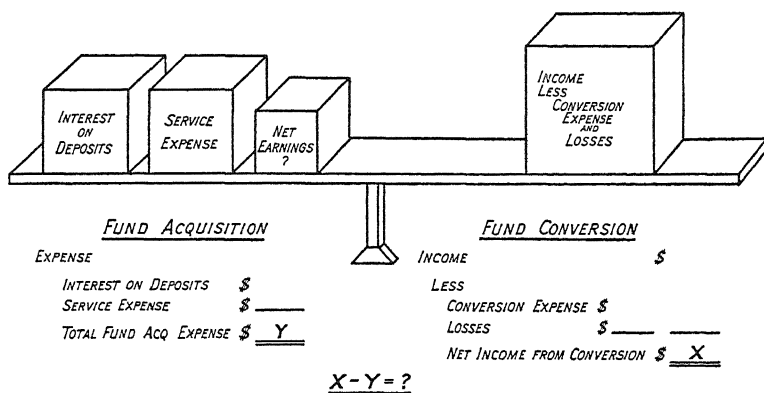 INTEREST
ON
DEPOSITS
SERVICE
EXPENSE
NET
EARNINGS
?
INCOME
LESS
CONVERSION
EXPENSE
AND
LOSSES
FUND ACQUISITION
EXPENSE
INTEREST ON DEPOSITS $
SERVICE EXPENSE $
TOTAL FUND ACQ EXPENSE $ Y
FUND CONVERSION
INCOME $
LESS
CONVERSION EXPENSE $
LOSSES $
NET INCOME FROM CONVERSION $ X
X-Y=?